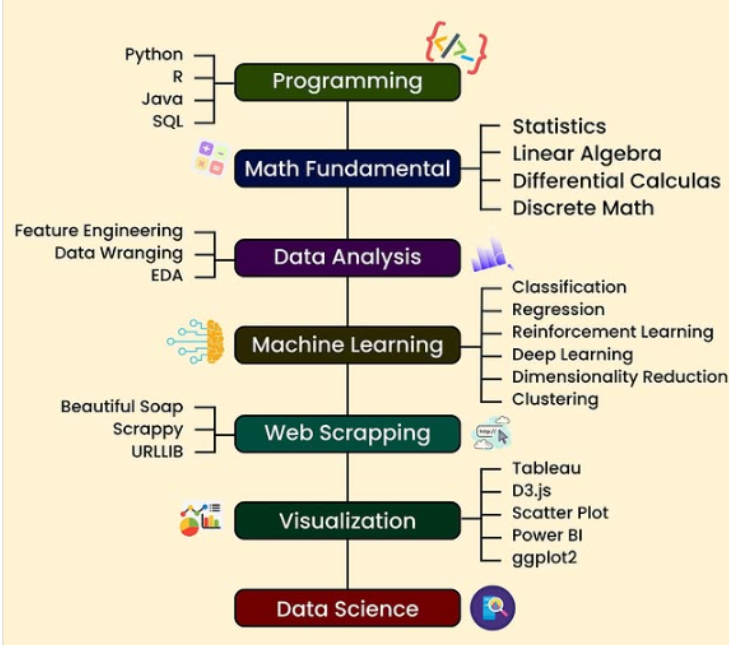 Python
R
Java
SQL
Programming
Math Fundamental
Statistics
Linear Algebra
Differential Calculas
Discrete Math
Feature Engineering
Data Wranging
EDA
Data Analysis
Machine Learning
Classification
Regression
Reinforcement Learning
Deep Learning
Dimensionality Reduction
Clustering
Beautiful Soap
Scrappy
URLLIB
Web Scrapping
http://
Visualization
Tableau
D3.js
Scatter Plot
Power BI
ggplot2
Data Science